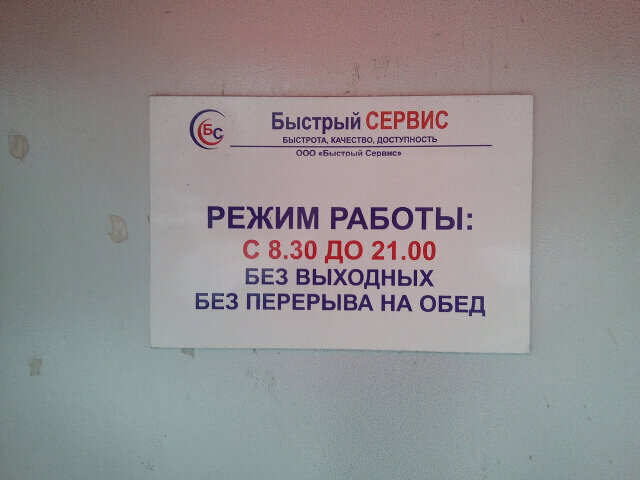 БС
Быстрый СЕРВИС
БЫСТРОТА, КАЧЕСТВО, ДОСТУПНОСТЬ
ООО «Быстрый Сервис»
РЕЖИМ РАБОТЫ:
С 8.30 ДО 21.00
БЕЗ ВЫХОДНЫХ
БЕЗ ПЕРЕРЫВА НА ОБЕД